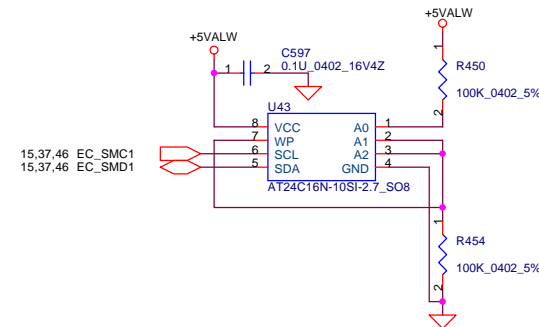 +5VALW
+5VALW
C597
1 2 0.1U_0402_16V4Z
1
R450
100K_0402_5%
2
U43
8 VCC A0 1
7 WP A1 2
6 SCL A2 3
5 SDA GND 4
AT24C16N-10SI-2.7_SO8
15,37,46 EC_SMC1
15,37,46 EC_SMD1
1
R454
100K_0402_5%
2